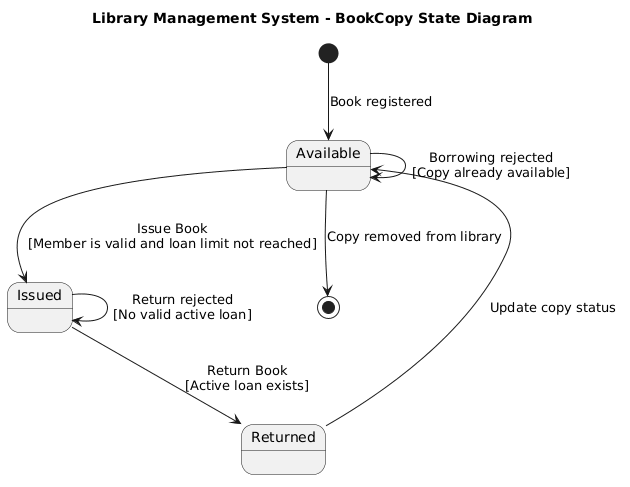 Library Management System - BookCopy State Diagram
Book registered
Available
Borrowing rejected
[Copy already available]
Issue Book
[Member is valid and loan limit not reached]
Copy removed from library
Issued
Return rejected
[No valid active loan]
Update copy status
Return Book
[Active loan exists]
Returned